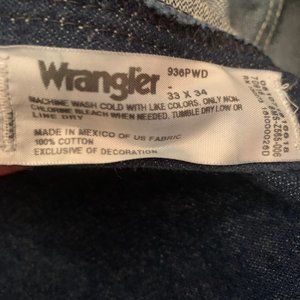 Wrangler 936PWD
-
33 X 34
MACHINE WASH COLD WITH LIKE COLORS. ONLY NON-
CHLORINE BLEACH WHEN NEEDED. TUMBLE DRY LOW OR
LINE DRY
MADE IN MEXICO OF US FABRIC
100% COTTON
EXCLUSIVE OF DECORATION